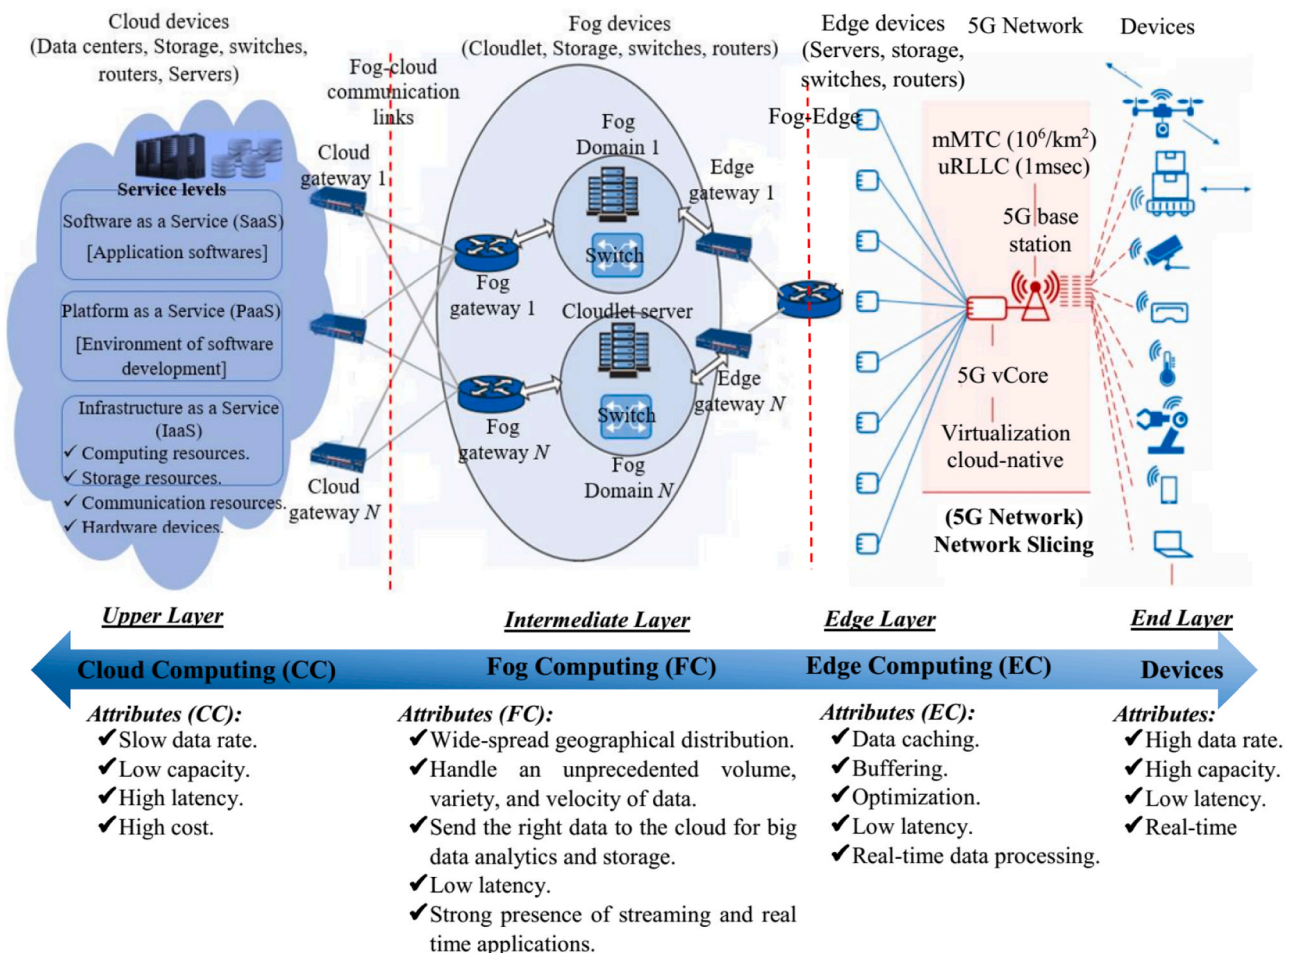 Cloud devices
(Data centers, Storage, switches,
routers, Servers)
Fog-cloud
communication
links
Fog devices
(Cloudlet, Storage, switches, routers)
Edge devices
(Servers, storage,
switches, routers)
5G Network
Devices
Service levels
Software as a Service (SaaS)
[Application softwares]
Platform as a Service (PaaS)
[Environment of software
development]
Infrastructure as a Service
(IaaS)
✓ Computing resources.
✓ Storage resources.
✓ Communication resources.
✓ Hardware devices.
Cloud
gateway 1
Cloud
gateway N
Fog
gateway 1
Fog
gateway N
Fog
Domain 1
Switch
Cloudlet server
Switch
Fog
Domain N
Edge
gateway 1
Edge
gateway N
Fog-Edge
mMTC (10⁶/km²)
uRLLC (1msec)
5G base
station
5G vCore
Virtualization
cloud-native
(5G Network)
Network Slicing
Upper Layer
Intermediate Layer
Edge Layer
End Layer
Cloud Computing (CC)
Fog Computing (FC)
Edge Computing (EC)
Devices
Attributes (CC):
✔Slow data rate.
✔Low capacity.
✔High latency.
✔High cost.
Attributes (FC):
✔Wide-spread geographical distribution.
✔Handle an unprecedented volume,
variety, and velocity of data.
✔Send the right data to the cloud for big
data analytics and storage.
✔Low latency.
✔Strong presence of streaming and real
time applications.
Attributes (EC):
✔Data caching.
✔Buffering.
✔Optimization.
✔Low latency.
✔Real-time data processing.
Attributes:
✔High data rate.
✔High capacity.
✔Low latency.
✔Real-time